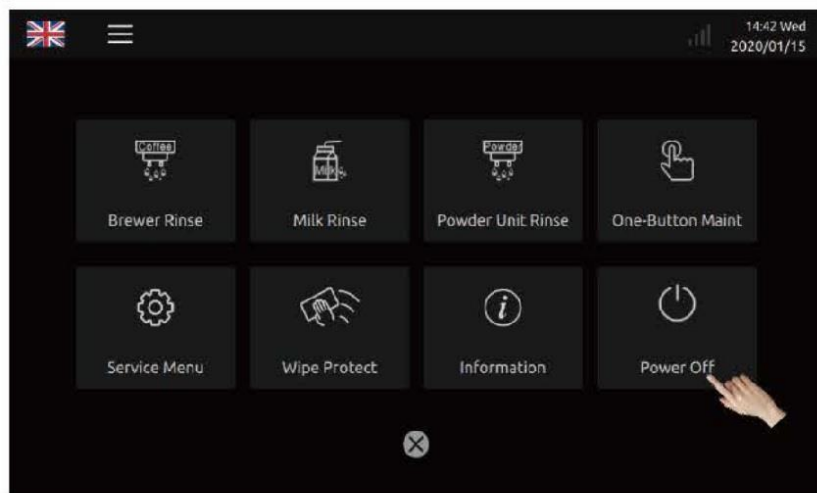 14:42 Wed
2020/01/15
Coffee
Milk
Powder
Brewer Rinse
Milk Rinse
Powder Unit Rinse
One-Button Maint
i
Service Menu
Wipe Protect
Information
Power Off